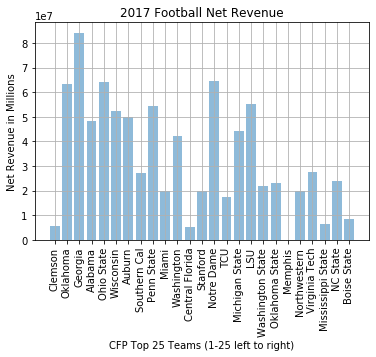 2017 Football Net Revenue
1e7
Net Revenue in Millions
8
7
6
5
4
3
2
1
0
Clemson
Oklahoma
Georgia
Alabama
Ohio State
Wisconsin
Auburn
Southern Cal
Penn State
Miami
Washington
Central Florida
Stanford
Notre Dame
TCU
Michigan State
LSU
Washington State
Oklahoma State
Memphis
Northwestern
Virginia Tech
Mississippi State
NC State
Boise State
CFP Top 25 Teams (1-25 left to right)